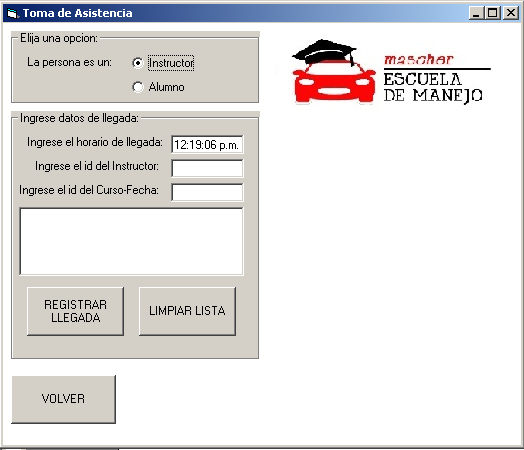 Toma de Asistencia
Elija una opcion:
La persona es un:
Instructor
Alumno
mascher
ESCUELA
DE MANEJO
Ingrese datos de llegada:
Ingrese el horario de llegada: 12:19:06 p.m.
Ingrese el id del Instructor:
Ingrese el id del Curso-Fecha:
REGISTRAR
LLEGADA
LIMPIAR LISTA
VOLVER